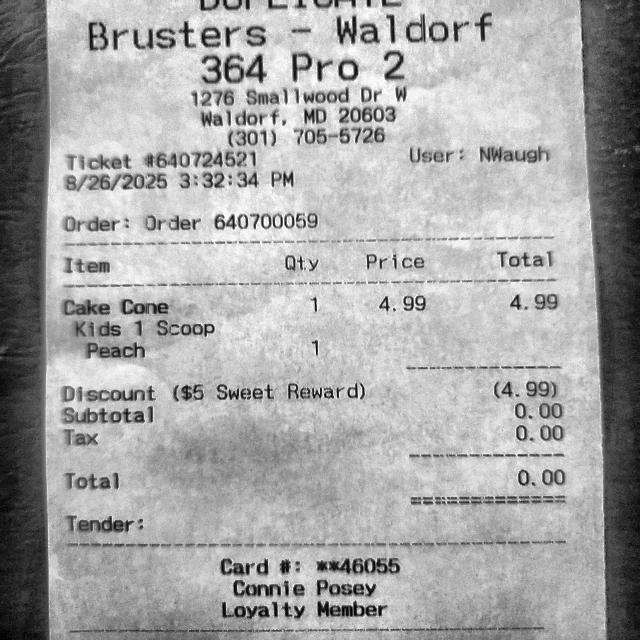 DUPLICATE
Brusters - Waldorf
364 Pro 2
1276 Smallwood Dr W
Waldorf, MD 20603
(301) 705-5726
Ticket #640724521 User: NWaugh
8/26/2025 3:32:34 PM
Order: Order 640700059
Item Qty Price Total
Cake Cone 1 4.99 4.99
Kids 1 Scoop
Peach 1
Discount ($5 Sweet Reward) (4.99)
Subtotal 0.00
Tax 0.00
Total 0.00
Tender:
Card #: **46055
Connie Posey
Loyalty Member